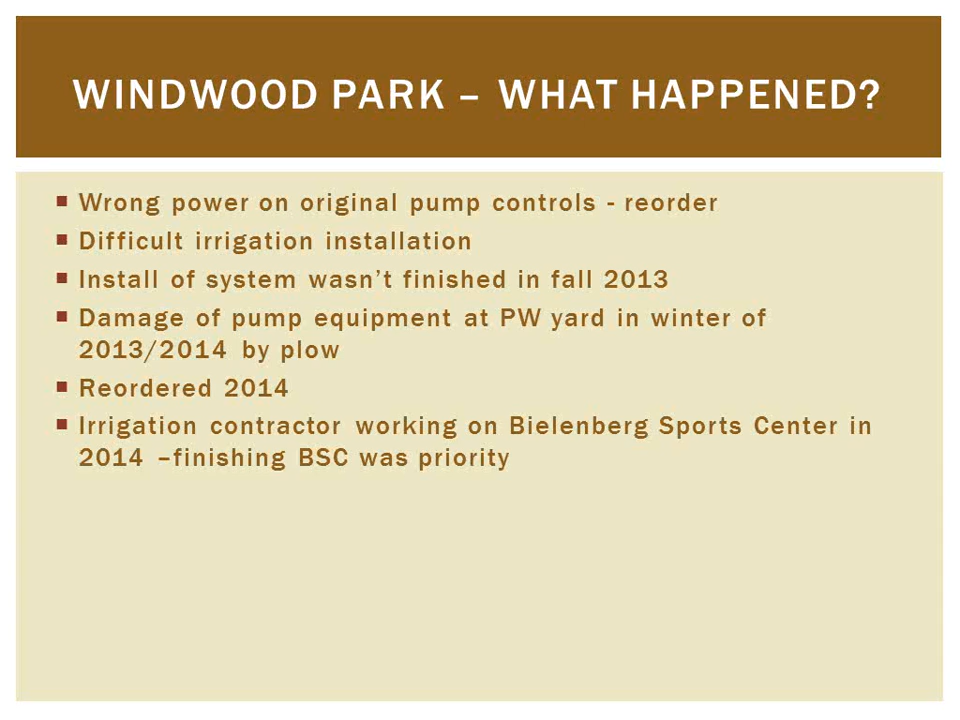 WINDWOOD PARK – WHAT HAPPENED?
▪ Wrong power on original pump controls - reorder
▪ Difficult irrigation installation
▪ Install of system wasn’t finished in fall 2013
▪ Damage of pump equipment at PW yard in winter of
2013/2014 by plow
▪ Reordered 2014
▪ Irrigation contractor working on Bielenberg Sports Center in
2014 –finishing BSC was priority